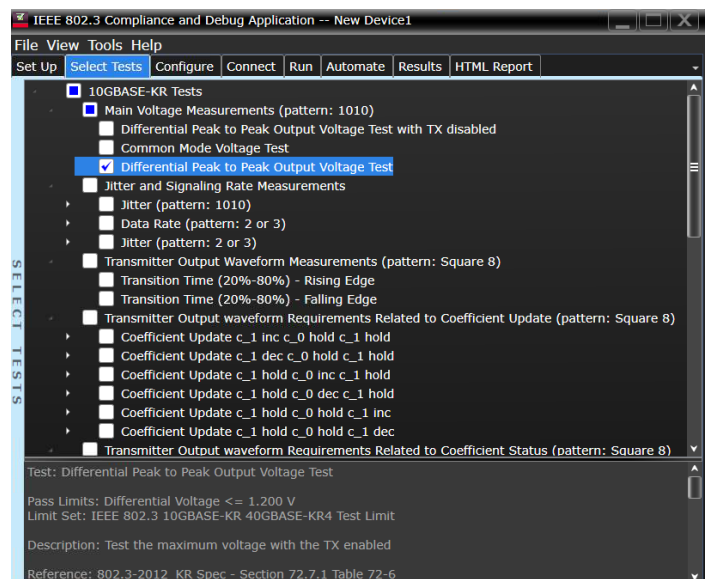 IEEE 802.3 Compliance and Debug Application -- New Device1
File View Tools Help
Set Up Select Tests Configure Connect Run Automate Results HTML Report
10GBASE-KR Tests
Main Voltage Measurements (pattern: 1010)
Differential Peak to Peak Output Voltage Test with TX disabled
Common Mode Voltage Test
Differential Peak to Peak Output Voltage Test
Jitter and Signaling Rate Measurements
Jitter (pattern: 1010)
Data Rate (pattern: 2 or 3)
Jitter (pattern: 2 or 3)
Transmitter Output Waveform Measurements (pattern: Square 8)
Transition Time (20%-80%) - Rising Edge
Transition Time (20%-80%) - Falling Edge
Transmitter Output waveform Requirements Related to Coefficient Update (pattern: Square 8)
Coefficient Update c_1 inc c_0 hold c_1 hold
Coefficient Update c_1 dec c_0 hold c_1 hold
Coefficient Update c_1 hold c_0 inc c_1 hold
Coefficient Update c_1 hold c_0 dec c_1 hold
Coefficient Update c_1 hold c_0 hold c_1 inc
Coefficient Update c_1 hold c_0 hold c_1 dec
Transmitter Output waveform Requirements Related to Coefficient Status (pattern: Square 8)
SELECT TESTS
Test: Differential Peak to Peak Output Voltage Test
Pass Limits: Differential Voltage <= 1.200 V
Limit Set: IEEE 802.3 10GBASE-KR 40GBASE-KR4 Test Limit
Description: Test the maximum voltage with the TX enabled
Reference: 802.3-2012 KR Spec - Section 72.7.1 Table 72-6